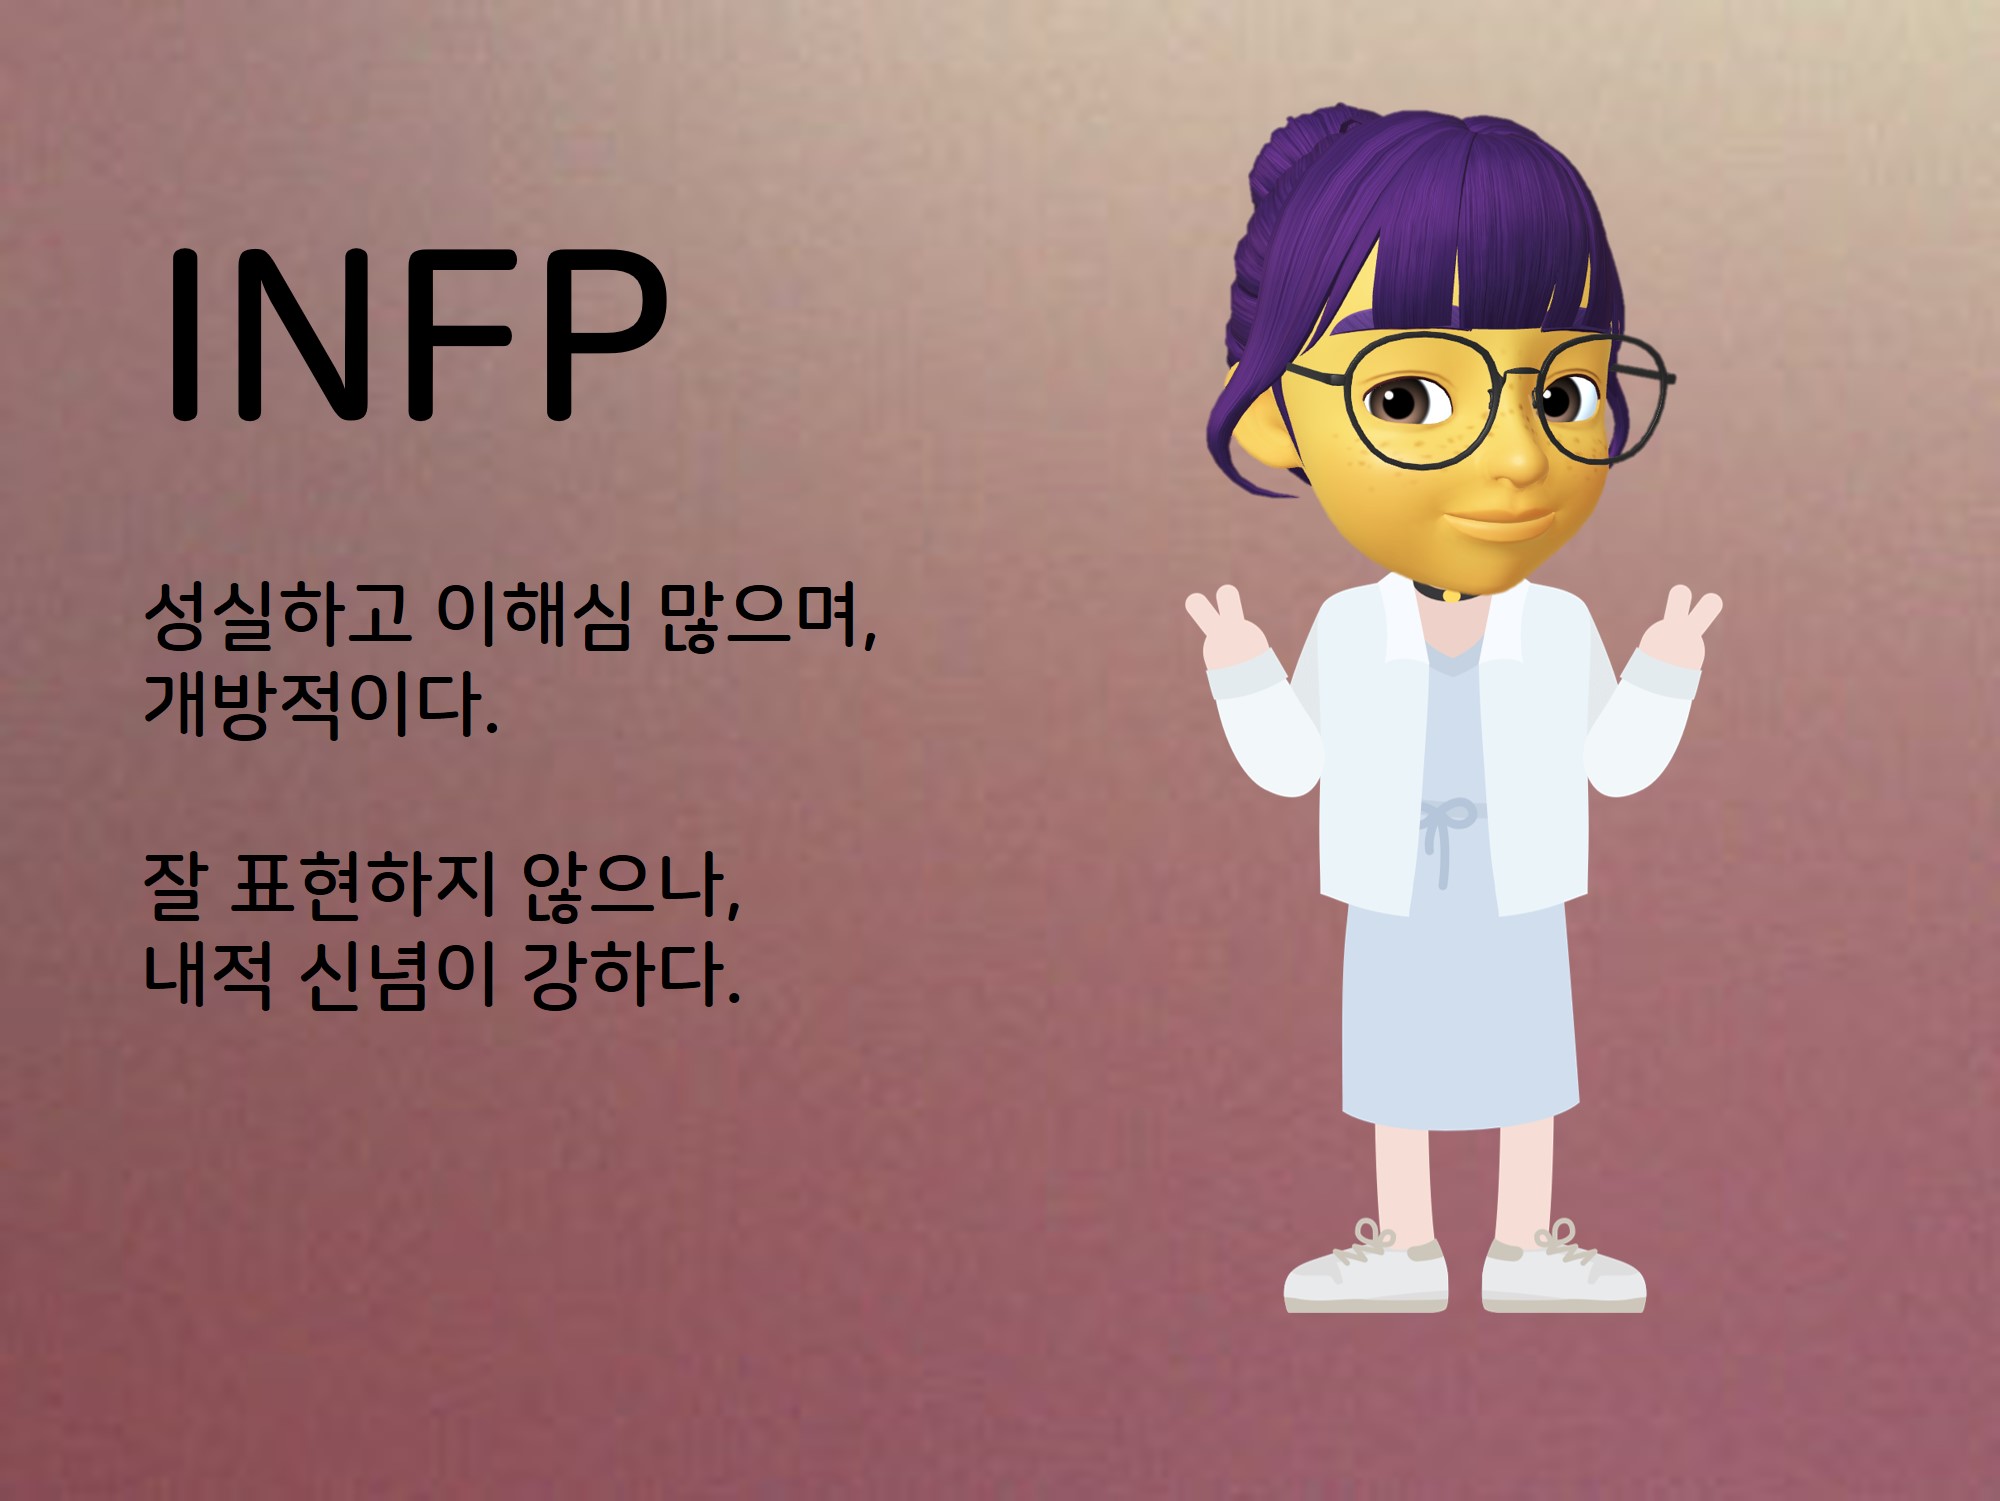 INFP
성실하고 이해심 많으며,
개방적이다.
잘 표현하지 않으나,
내적 신념이 강하다.